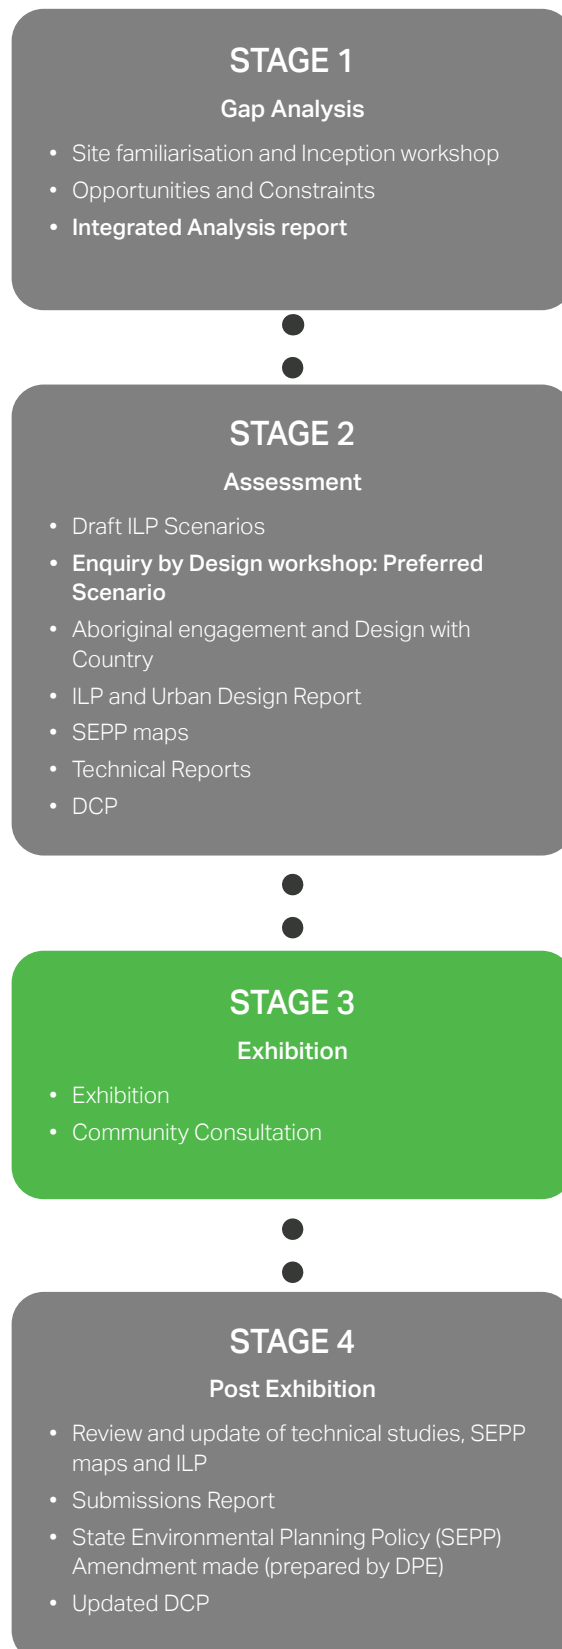 STAGE 1
Gap Analysis
• Site familiarisation and Inception workshop
• Opportunities and Constraints
• Integrated Analysis report
STAGE 2
Assessment
• Draft ILP Scenarios
• Enquiry by Design workshop: Preferred
Scenario
• Aboriginal engagement and Design with
Country
• ILP and Urban Design Report
• SEPP maps
• Technical Reports
• DCP
STAGE 3
Exhibition
• Exhibition
• Community Consultation
STAGE 4
Post Exhibition
• Review and update of technical studies, SEPP
maps and ILP
• Submissions Report
• State Environmental Planning Policy (SEPP)
Amendment made (prepared by DPE)
• Updated DCP